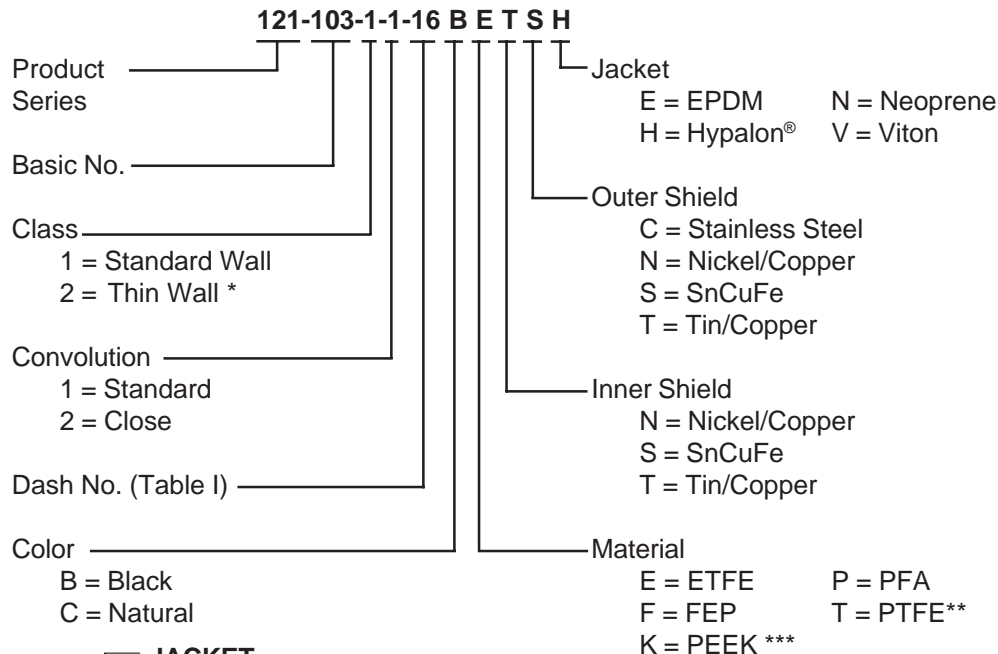 121-103-1-1-16 B E T S H
Product
Series
Basic No.
Class
1 = Standard Wall
2 = Thin Wall *
Convolution
1 = Standard
2 = Close
Dash No. (Table I)
Color
B = Black
C = Natural
Jacket
E = EPDM N = Neoprene
H = Hypalon® V = Viton
Outer Shield
C = Stainless Steel
N = Nickel/Copper
S = SnCuFe
T = Tin/Copper
Inner Shield
N = Nickel/Copper
S = SnCuFe
T = Tin/Copper
Material
E = ETFE P = PFA
F = FEP T = PTFE**
K = PEEK ***
JACKET